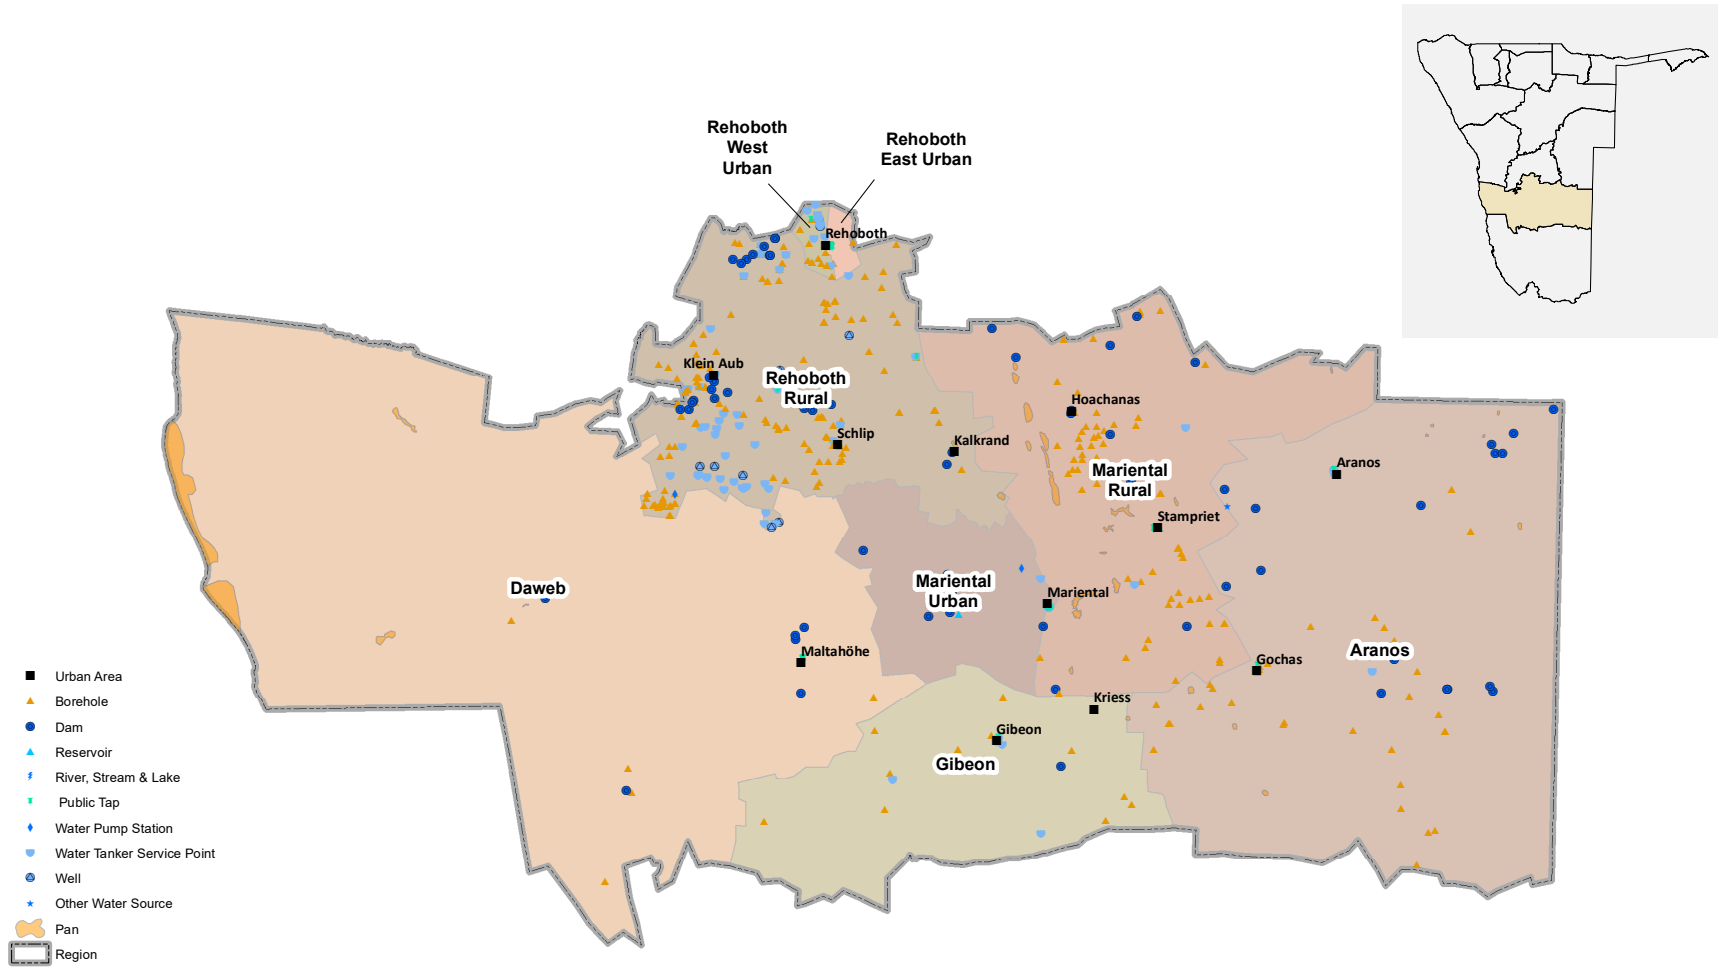 Rehoboth
West
Urban
Rehoboth
East Urban
Rehoboth
Klein Aub
Rehoboth
Rural
Schlip
Kalkrand
Hoachanas
Mariental
Rural
Aranos
Stampriet
Daweb
Mariental
Urban
Mariental
Maltahöhe
Gochas
Aranos
Kriess
Gibeon
Gibeon
Urban Area
Borehole
Dam
Reservoir
River, Stream & Lake
Public Tap
Water Pump Station
Water Tanker Service Point
Well
Other Water Source
Pan
Region